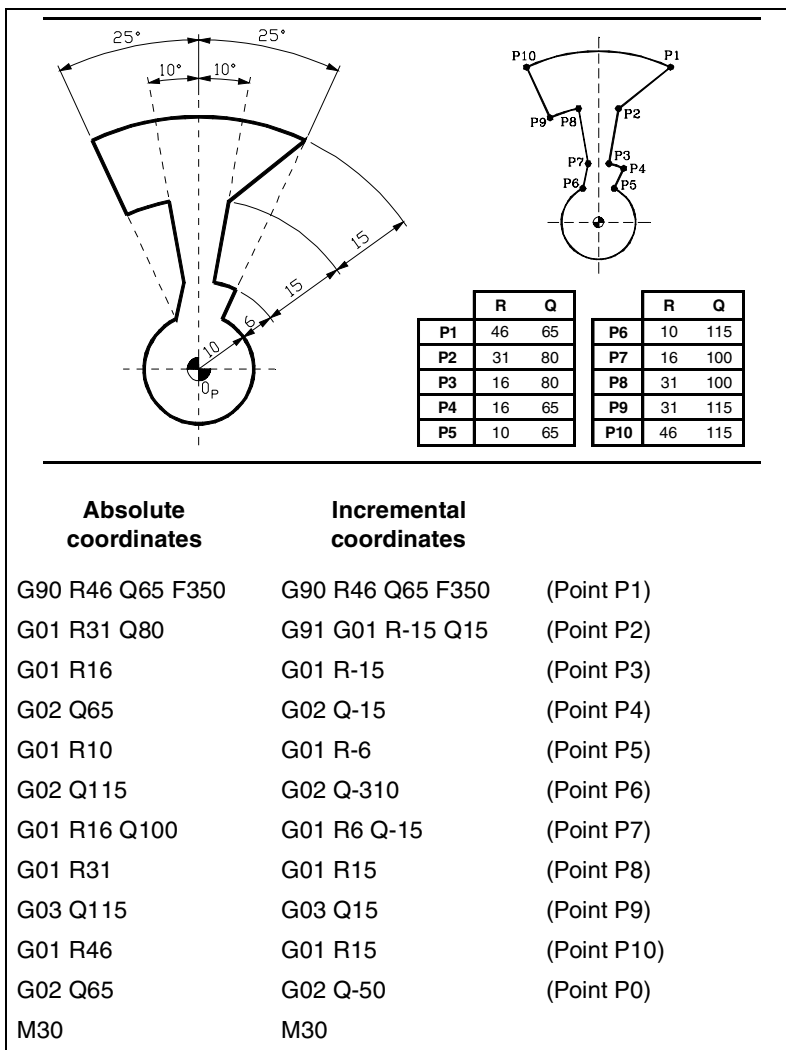 25° 25°
10° 10°
15
15
6
10
0P
P10 P1
P9 P8 P2
P7 P3
P4
P6 P5
R Q
P1 46 65
P2 31 80
P3 16 80
P4 16 65
P5 10 65
R Q
P6 10 115
P7 16 100
P8 31 100
P9 31 115
P10 46 115
Absolute
coordinates
Incremental
coordinates
G90 R46 Q65 F350 G90 R46 Q65 F350 (Point P1)
G01 R31 Q80 G91 G01 R-15 Q15 (Point P2)
G01 R16 G01 R-15 (Point P3)
G02 Q65 G02 Q-15 (Point P4)
G01 R10 G01 R-6 (Point P5)
G02 Q115 G02 Q-310 (Point P6)
G01 R16 Q100 G01 R6 Q-15 (Point P7)
G01 R31 G01 R15 (Point P8)
G03 Q115 G03 Q15 (Point P9)
G01 R46 G01 R15 (Point P10)
G02 Q65 G02 Q-50 (Point P0)
M30 M30